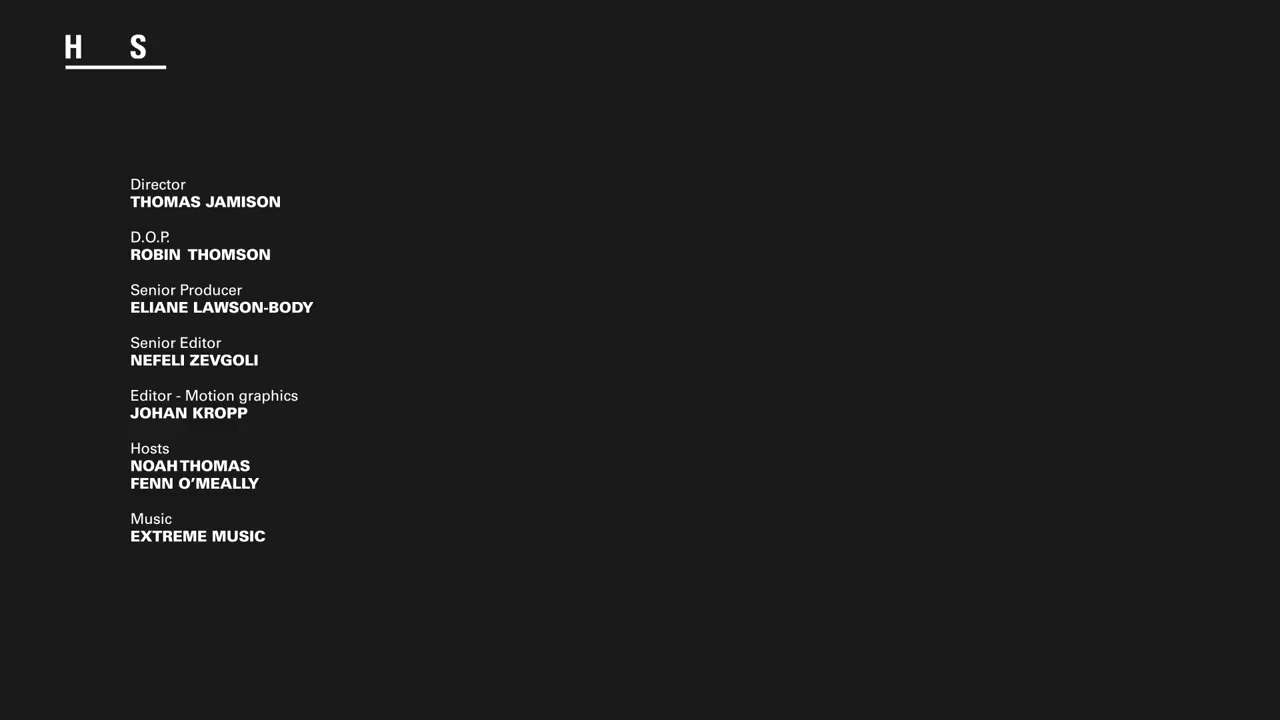 H S
Director
THOMAS JAMISON
D.O.P.
ROBIN THOMSON
Senior Producer
ELIANE LAWSON-BODY
Senior Editor
NEFELI ZEVGOLI
Editor - Motion graphics
JOHAN KROPP
Hosts
NOAH THOMAS
FENN O’MEALLY
Music
EXTREME MUSIC